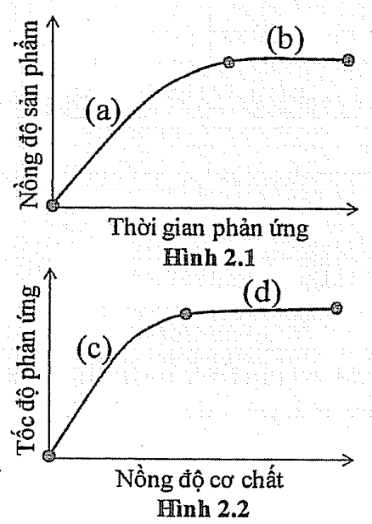 Nồng độ sản phẩm
(a)
(b)
Thời gian phản ứng
Hình 2.1
Tốc độ phản ứng
(c)
(d)
Nồng độ cơ chất
Hình 2.2